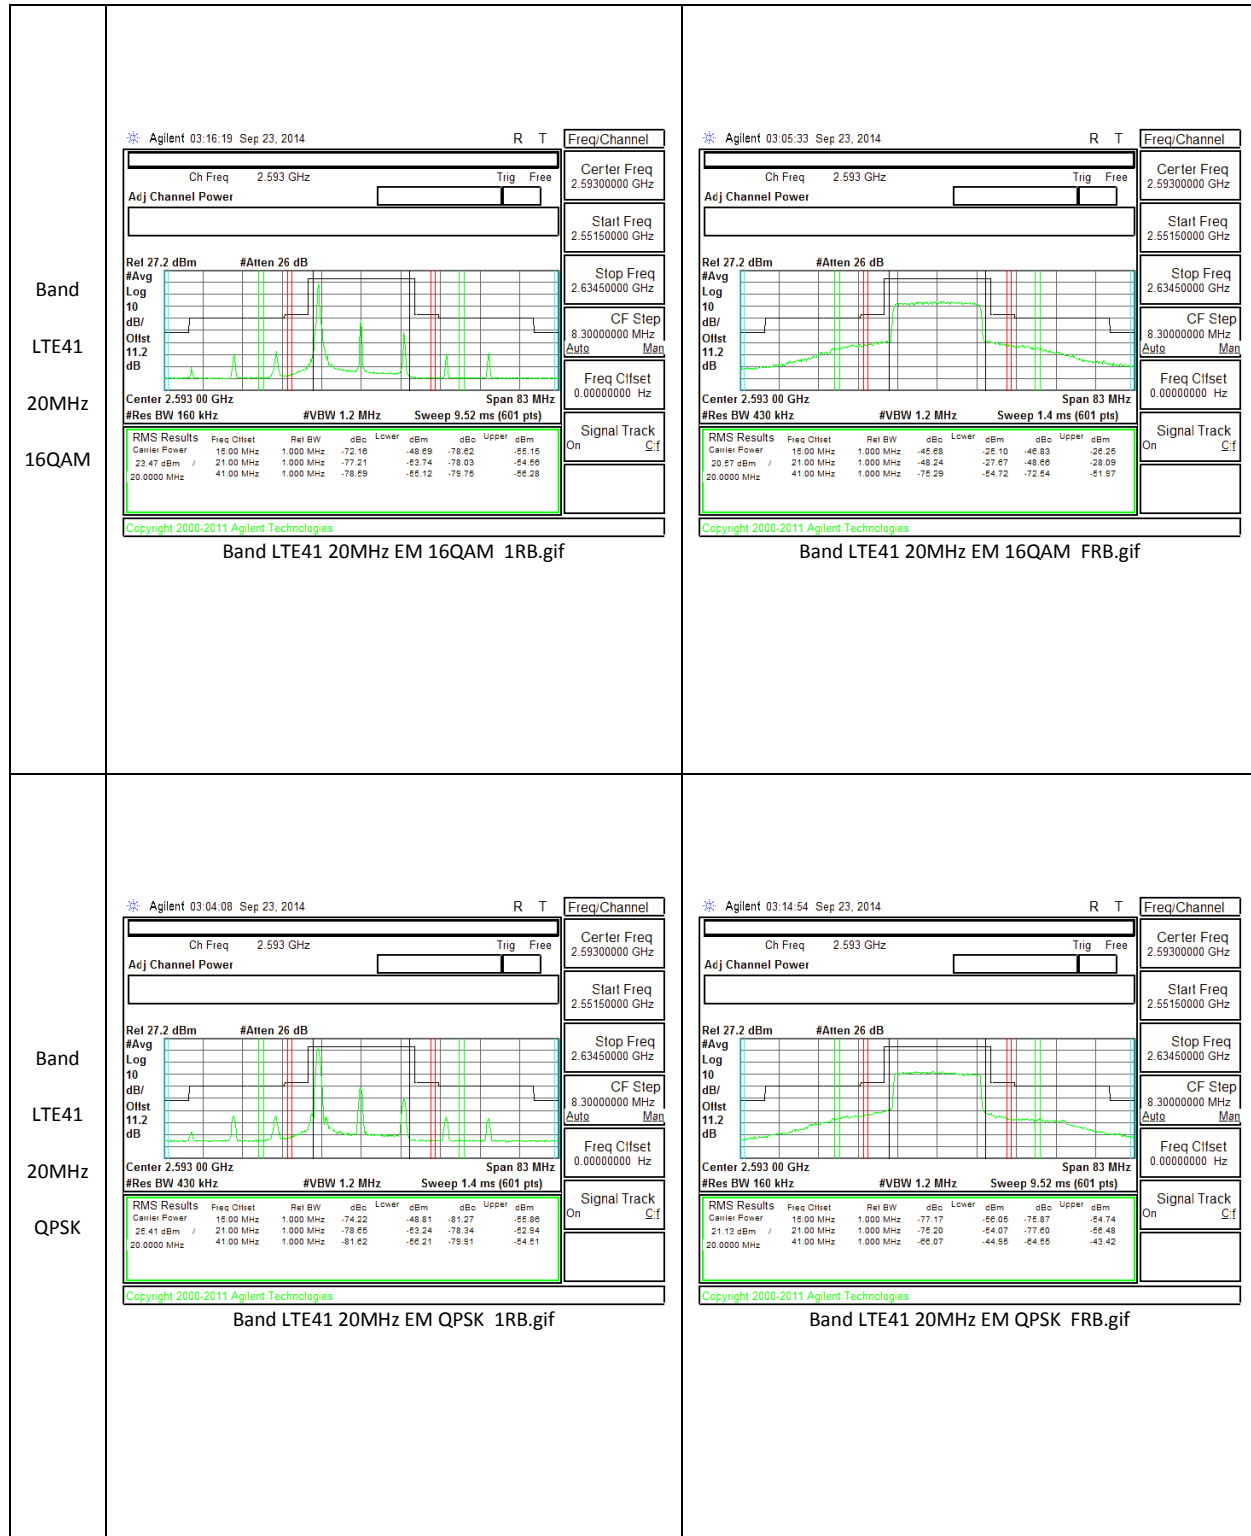 Band
LTE41
20MHz
16QAM
Agilent 03:16:19 Sep 23, 2014 R T
Freq/Channel
Ch Freq 2.593 GHz Trig Free
Adj Channel Power
Center Freq
2.59300000 GHz
Start Freq
2.55150000 GHz
Stop Freq
2.63450000 GHz
CF Step
8.30000000 MHz
Auto Man
Freq Offset
0.00000000 Hz
Signal Track
On Off
Ref 27.2 dBm #Atten 26 dB
#Avg
Log
10
dB/
Offst
11.2
dB
Center 2.593 00 GHz Span 83 MHz
#Res BW 160 kHz #VBW 1.2 MHz Sweep 9.52 ms (601 pts)
RMS Results Freq Offset Ref BW dBc Lower dBm dBc Upper dBm
Carrier Power 15.00 MHz 1.000 MHz -72.16 -48.69 -78.62 -55.15
23.47 dBm / 21.00 MHz 1.000 MHz -77.21 -53.74 -78.03 -54.56
20.0000 MHz 41.00 MHz 1.000 MHz -78.59 -55.12 -79.75 -56.28
Copyright 2000-2011 Agilent Technologies
Band LTE41 20MHz EM 16QAM 1RB.gif
Agilent 03:05:33 Sep 23, 2014 R T
Freq/Channel
Ch Freq 2.593 GHz Trig Free
Adj Channel Power
Center Freq
2.59300000 GHz
Start Freq
2.55150000 GHz
Stop Freq
2.63450000 GHz
CF Step
8.30000000 MHz
Auto Man
Freq Offset
0.00000000 Hz
Signal Track
On Off
Ref 27.2 dBm #Atten 26 dB
#Avg
Log
10
dB/
Offst
11.2
dB
Center 2.593 00 GHz Span 83 MHz
#Res BW 430 kHz #VBW 1.2 MHz Sweep 1.4 ms (601 pts)
RMS Results Freq Offset Ref BW dBc Lower dBm dBc Upper dBm
Carrier Power 15.00 MHz 1.000 MHz -45.68 -25.10 -46.83 -26.25
20.57 dBm / 21.00 MHz 1.000 MHz -48.24 -27.67 -48.66 -28.09
20.0000 MHz 41.00 MHz 1.000 MHz -75.29 -54.72 -72.54 -51.97
Copyright 2000-2011 Agilent Technologies
Band LTE41 20MHz EM 16QAM FRB.gif
Band
LTE41
20MHz
QPSK
Agilent 03:04:08 Sep 23, 2014 R T
Freq/Channel
Ch Freq 2.593 GHz Trig Free
Adj Channel Power
Center Freq
2.59300000 GHz
Start Freq
2.55150000 GHz
Stop Freq
2.63450000 GHz
CF Step
8.30000000 MHz
Auto Man
Freq Offset
0.00000000 Hz
Signal Track
On Off
Ref 27.2 dBm #Atten 26 dB
#Avg
Log
10
dB/
Offst
11.2
dB
Center 2.593 00 GHz Span 83 MHz
#Res BW 430 kHz #VBW 1.2 MHz Sweep 1.4 ms (601 pts)
RMS Results Freq Offset Ref BW dBc Lower dBm dBc Upper dBm
Carrier Power 15.00 MHz 1.000 MHz -74.22 -48.81 -81.27 -55.86
25.41 dBm / 21.00 MHz 1.000 MHz -78.65 -53.24 -78.34 -52.94
20.0000 MHz 41.00 MHz 1.000 MHz -81.62 -56.21 -79.91 -54.51
Copyright 2000-2011 Agilent Technologies
Band LTE41 20MHz EM QPSK 1RB.gif
Agilent 03:14:54 Sep 23, 2014 R T
Freq/Channel
Ch Freq 2.593 GHz Trig Free
Adj Channel Power
Center Freq
2.59300000 GHz
Start Freq
2.55150000 GHz
Stop Freq
2.63450000 GHz
CF Step
8.30000000 MHz
Auto Man
Freq Offset
0.00000000 Hz
Signal Track
On Off
Ref 27.2 dBm #Atten 26 dB
#Avg
Log
10
dB/
Offst
11.2
dB
Center 2.593 00 GHz Span 83 MHz
#Res BW 160 kHz #VBW 1.2 MHz Sweep 9.52 ms (601 pts)
RMS Results Freq Offset Ref BW dBc Lower dBm dBc Upper dBm
Carrier Power 15.00 MHz 1.000 MHz -77.17 -56.05 -75.87 -54.74
21.13 dBm / 21.00 MHz 1.000 MHz -75.20 -54.07 -77.60 -56.48
20.0000 MHz 41.00 MHz 1.000 MHz -66.07 -44.95 -64.55 -43.42
Copyright 2000-2011 Agilent Technologies
Band LTE41 20MHz EM QPSK FRB.gif